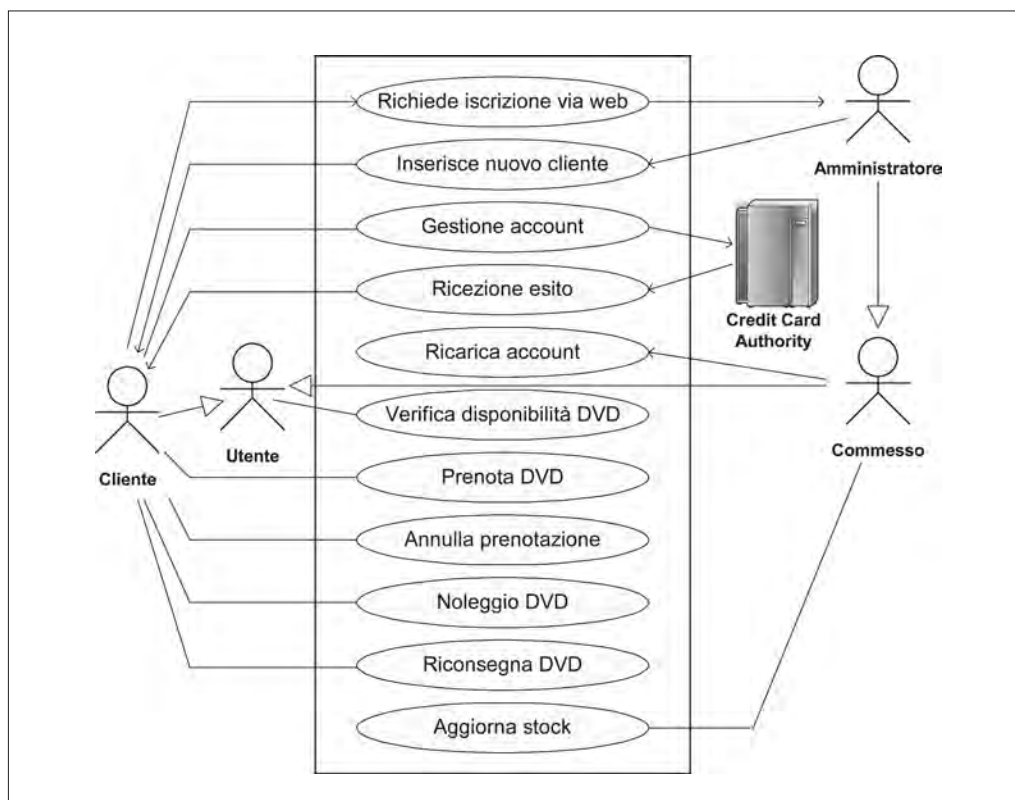 Richiede iscrizione via web
Inserisce nuovo cliente
Amministratore
Gestione account
Ricezione esito
Credit Card
Authority
Ricarica account
Verifica disponibilità DVD
Utente
Commesso
Cliente
Prenota DVD
Annulla prenotazione
Noleggio DVD
Riconsegna DVD
Aggiorna stock